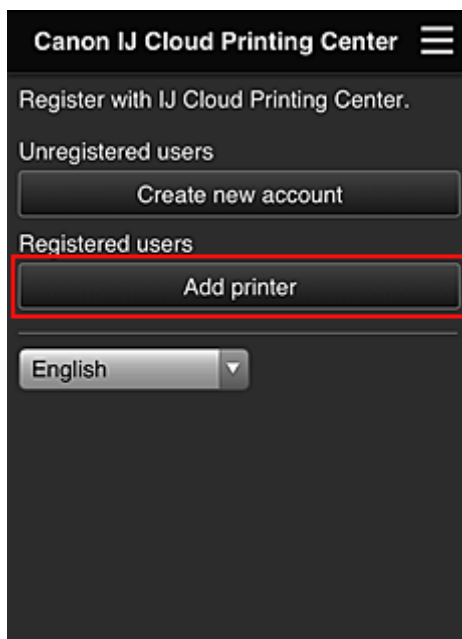 Canon IJ Cloud Printing Center
Register with IJ Cloud Printing Center.
Unregistered users
Create new account
Registered users
Add printer
English